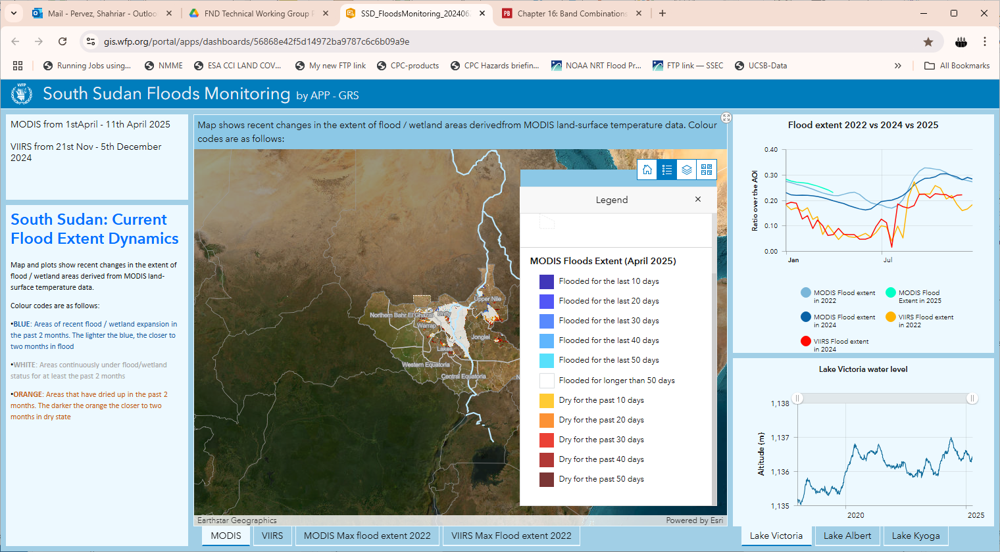 Mail - Pervez, Shahriar - Outloo
FND Technical Working Group
SSD_FloodsMonitoring_202406
Chapter 16: Band Combinations
gis.wfp.org/portal/apps/dashboards/56868e42f5d14972ba9787c6c6b09a9e
Running Jobs using...
NMME
ESA CCI LAND COV...
My new FTP link
CPC-products
CPC Hazards briefin...
NOAA NRT Flood Pr...
FTP link — SSEC
UCSB-Data
All Bookmarks
WFP
South Sudan Floods Monitoring by APP - GRS
MODIS from 1stApril - 11th April 2025
VIIRS from 21st Nov - 5th December
2024
South Sudan: Current
Flood Extent Dynamics
Map and plots show recent changes in the extent of
flood / wetland areas derived from MODIS land-
surface temperature data.
Colour codes are as follows:
•BLUE: Areas of recent flood / wetland expansion in
the past 2 months. The lighter the blue, the closer to
two months in flood
•WHITE: Areas continuously under flood/wetland
status for at least the past 2 months
•ORANGE: Areas that have dried up in the past 2
months. The darker the orange the closer to two
months in dry state
Map shows recent changes in the extent of flood / wetland areas derivedfrom MODIS land-surface temperature data. Colour
codes are as follows:
Upper Nile
Northern Bahr El Ghazal
Unity
Warrap
Jonglei
Lakes
Western Equatoria
Central Equatoria
Legend
MODIS Floods Extent (April 2025)
Flooded for the last 10 days
Flooded for the last 20 days
Flooded for the last 30 days
Flooded for the last 40 days
Flooded for the last 50 days
Flooded for longer than 50 days
Dry for the past 10 days
Dry for the past 20 days
Dry for the past 30 days
Dry for the past 40 days
Dry for the past 50 days
Earthstar Geographics
Powered by Esri
MODIS
VIIRS
MODIS Max flood extent 2022
VIIRS Max Flood extent 2022
Flood extent 2022 vs 2024 vs 2025
Ratio over the AOI
0.40
0.30
0.20
0.10
0.00
Jan
Jul
MODIS Flood extent
in 2022
MODIS Flood
Extent in 2025
MODIS Flood extent
in 2024
VIIRS Flood extent
in 2022
VIIRS Flood extent
in 2024
Lake Victoria water level
Altitude (m)
1,138
1,137
1,136
1,135
2020
2025
Lake Victoria
Lake Albert
Lake Kyoga